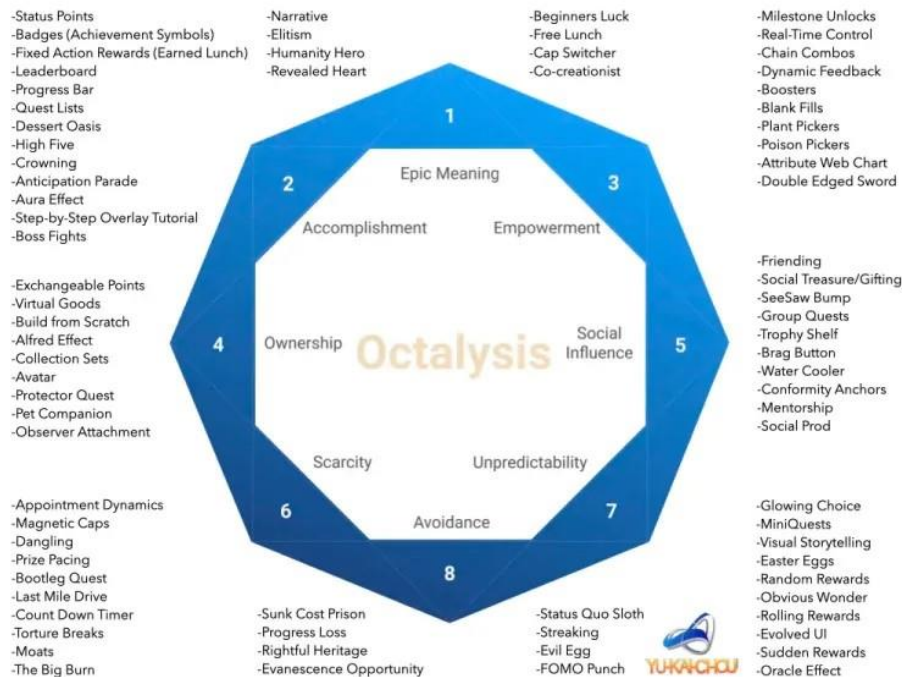 -Status Points
-Badges (Achievement Symbols)
-Fixed Action Rewards (Earned Lunch)
-Leaderboard
-Progress Bar
-Quest Lists
-Dessert Oasis
-High Five
-Crowning
-Anticipation Parade
-Aura Effect
-Step-by-Step Overlay Tutorial
-Boss Fights
-Narrative
-Elitism
-Humanity Hero
-Revealed Heart
-Beginners Luck
-Free Lunch
-Cap Switcher
-Co-creationist
-Milestone Unlocks
-Real-Time Control
-Chain Combos
-Dynamic Feedback
-Boosters
-Blank Fills
-Plant Pickers
-Poison Pickers
-Attribute Web Chart
-Double Edged Sword
1
Epic Meaning
2
Accomplishment
3
Empowerment
-Exchangeable Points
-Virtual Goods
-Build from Scratch
-Alfred Effect
-Collection Sets
-Avatar
-Protector Quest
-Pet Companion
-Observer Attachment
4
Ownership
Octalysis
Social
Influence
5
-Friending
-Social Treasure/Gifting
-SeeSaw Bump
-Group Quests
-Trophy Shelf
-Brag Button
-Water Cooler
-Conformity Anchors
-Mentorship
-Social Prod
Scarcity
6
Unpredictability
7
Avoidance
8
-Appointment Dynamics
-Magnetic Caps
-Dangling
-Prize Pacing
-Bootleg Quest
-Last Mile Drive
-Count Down Timer
-Torture Breaks
-Moats
-The Big Burn
-Sunk Cost Prison
-Progress Loss
-Rightful Heritage
-Evanescence Opportunity
-Status Quo Sloth
-Streaking
-Evil Egg
-FOMO Punch
YU-KAI CHOU
-Glowing Choice
-MiniQuests
-Visual Storytelling
-Easter Eggs
-Random Rewards
-Obvious Wonder
-Rolling Rewards
-Evolved UI
-Sudden Rewards
-Oracle Effect